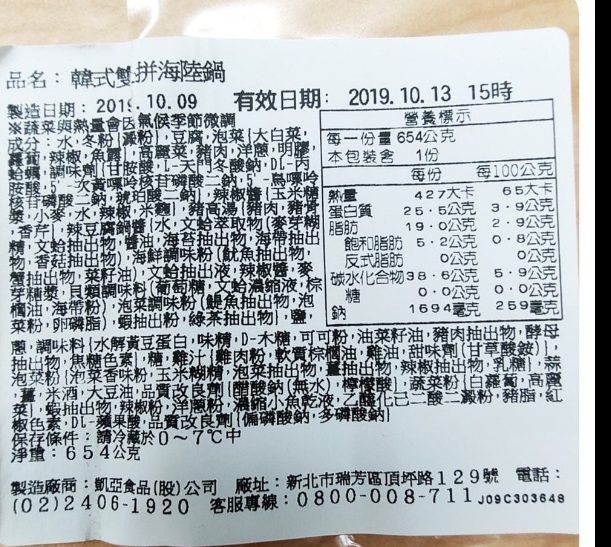 品名：韓式雙拼海陸鍋
製造日期：2019.10.09 有效日期：2019.10.13 15時
※蔬菜與熱量會因氣候季節微調
成分：水,冬粉{澱粉},豆腐,泡菜{大白菜,
蘿蔔,辣椒,魚露},高麗菜,豬肉,洋蔥,明膠,
蛤蠣,調味劑{甘胺酸,L-天門冬酸鈉,DL-丙
胺酸,5'-次黃嘌呤核苷磷酸二鈉,5'-鳥嘌呤
核苷磷酸二鈉,琥珀酸二鈉},辣椒醬{玉米糖
漿,小麥,水,辣椒,米麴},豬高湯{豬肉,豬骨
,香芹},辣豆腐鍋醬{水,文蛤萃取物(麥芽糊
精,文蛤抽出物,醬油,海苔抽出物,海帶抽出
物,香菇抽出物),海鮮調味粉(魷魚抽出物,
蟹抽出物,菜籽油),文蛤抽出液,辣椒醬,麥
芽糖漿,貝類調味料(葡萄糖,文蛤濃縮液,棕
櫚油,海帶粉),泡菜調味粉(鯷魚抽出物,泡
菜粉,卵磷脂),蝦抽出粉,綠茶抽出物},鹽,
蔥,調味料{水解黃豆蛋白,味精,D-木糖,可可粉,油菜籽油,豬肉抽出物,酵母
抽出物,焦糖色素},糖,雞汁{雞肉粉,軟質棕櫚油,雞油,甜味劑(甘草酸銨)},
泡菜粉{泡菜香味粉,玉米糊精,泡菜抽出物,薑抽出物,辣椒抽出物,乳糖},蒜
,薑,米酒,大豆油,品質改良劑{醋酸鈉(無水),檸檬酸},蔬菜粉{白蘿蔔,高麗
菜},蝦抽出物,辣椒粉,洋蔥粉,濃縮小魚乾液,乙醯化己二酸二澱粉,豬脂,紅
椒色素,DL-蘋果酸,品質改良劑{偏磷酸鈉,多磷酸鈉}
保存條件：請冷藏於0～7℃中
淨重：654公克
營養標示
每一份量 654公克
本包裝含 1份
每份 每100公克
熱量 427大卡 65大卡
蛋白質 25.5公克 3.9公克
脂肪 19.0公克 2.9公克
飽和脂肪 5.2公克 0.8公克
反式脂肪 0公克 0公克
碳水化合物 38.6公克 5.9公克
糖 0.0公克 0.0公克
鈉 1694毫克 259毫克
製造廠商：凱亞食品(股)公司 廠址：新北市瑞芳區頂坪路129號 電話：
(02)2406-1920 客服專線：0800-008-711 J09C303648